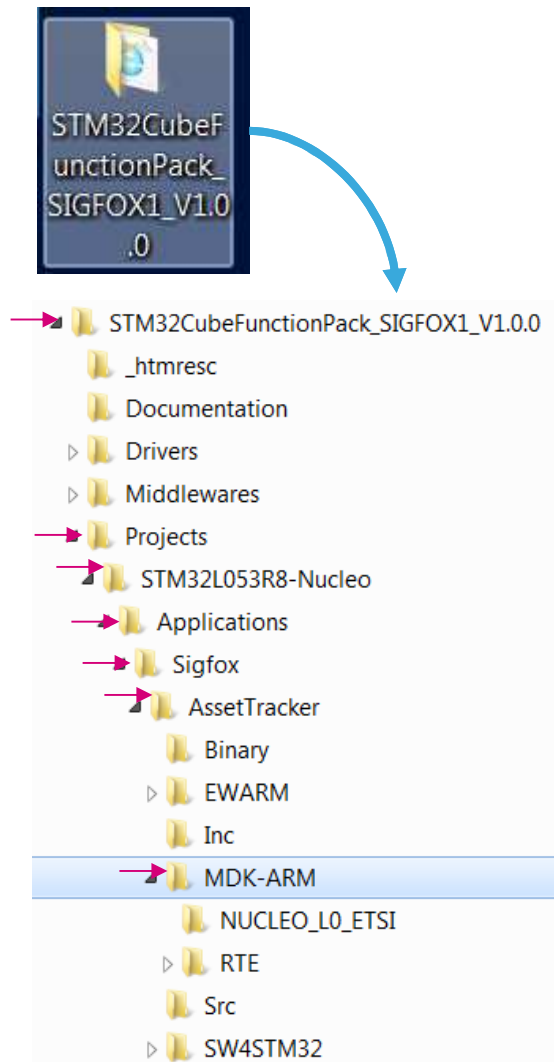 STM32CubeF
unctionPack_
SIGFOX1_V1.0
.0
STM32CubeFunctionPack_SIGFOX1_V1.0.0
_htmresc
Documentation
Drivers
Middlewares
Projects
STM32L053R8-Nucleo
Applications
Sigfox
AssetTracker
Binary
EWARM
Inc
MDK-ARM
NUCLEO_L0_ETSI
RTE
Src
SW4STM32